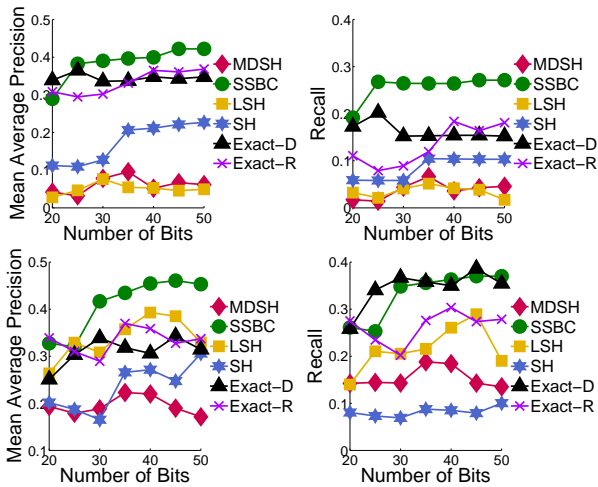 0.5
0.4
0.3
0.2
0.1
0
20
30
40
50
Mean Average Precision
Number of Bits
MDSH
SSBC
LSH
SH
Exact−D
Exact−R
0.4
0.3
0.2
0.1
0
20
30
40
50
Recall
Number of Bits
MDSH
SSBC
LSH
SH
Exact−D
Exact−R
0.5
0.4
0.3
0.2
0.1
20
30
40
50
Mean Average Precision
Number of Bits
MDSH
SSBC
LSH
SH
Exact−D
Exact−R
0.4
0.3
0.2
0.1
0
20
30
40
50
Recall
Number of Bits
MDSH
SSBC
LSH
SH
Exact−D
Exact−R